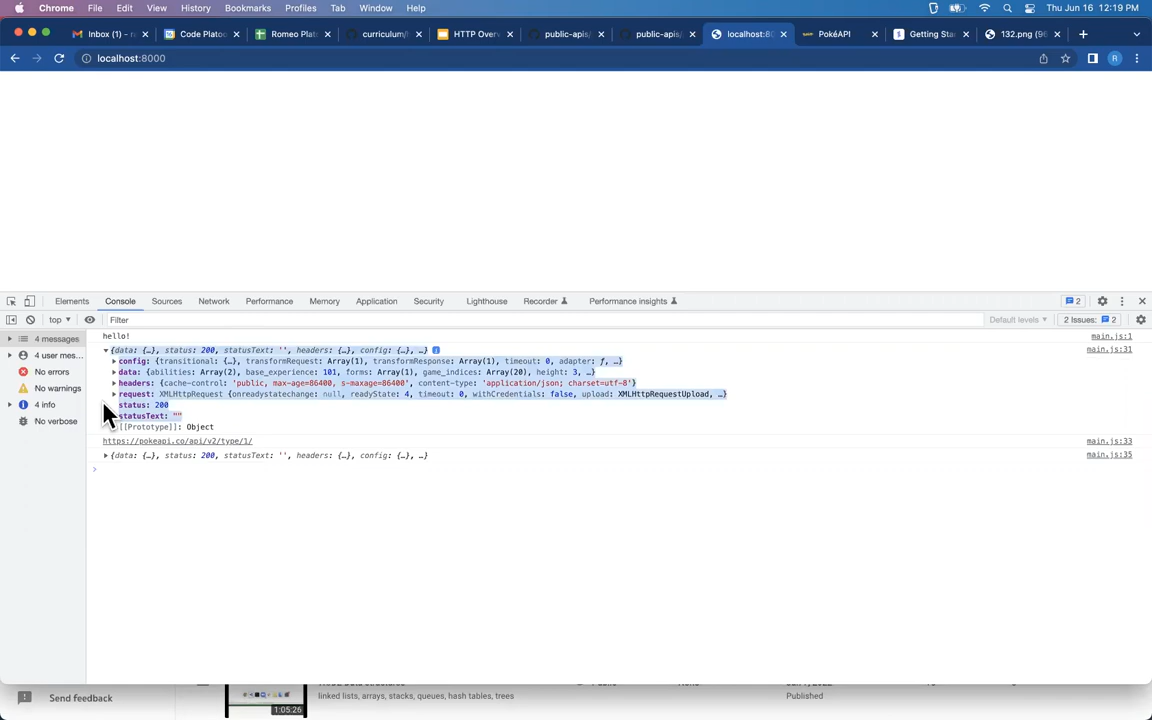 Chrome File Edit View History Bookmarks Profiles Tab Window Help Thu Jun 16 12:19 PM
Inbox (1) – Code Platoo Romeo Plat curriculum/ HTTP Over public-apis/ public-apis/ localhost:80 PokéAPI Getting Sta 132.png (96
localhost:8000 R
Elements Console Sources Network Performance Memory Application Security Lighthouse Recorder Performance insights 2
top Filter Default levels 2 Issues: 2
4 messages
4 user mes...
No errors
No warnings
4 info
No verbose
hello! main.js:1
{data: {…}, status: 200, statusText: '', headers: {…}, config: {…}, …} main.js:31
config: {transitional: {…}, transformRequest: Array(1), transformResponse: Array(1), timeout: 0, adapter: ƒ, …}
data: {abilities: Array(2), base_experience: 101, forms: Array(1), game_indices: Array(20), height: 3, …}
headers: {cache-control: 'public, max-age=86400, s-maxage=86400', content-type: 'application/json; charset=utf-8'}
request: XMLHttpRequest {onreadystatechange: null, readyState: 4, timeout: 0, withCredentials: false, upload: XMLHttpRequestUpload, …}
status: 200
statusText: ""
[[Prototype]]: Object
https://pokeapi.co/api/v2/type/1/ main.js:33
{data: {…}, status: 200, statusText: '', headers: {…}, config: {…}, …} main.js:35
Send feedback
linked lists, arrays, stacks, queues, hash tables, trees
Published
1:05:26